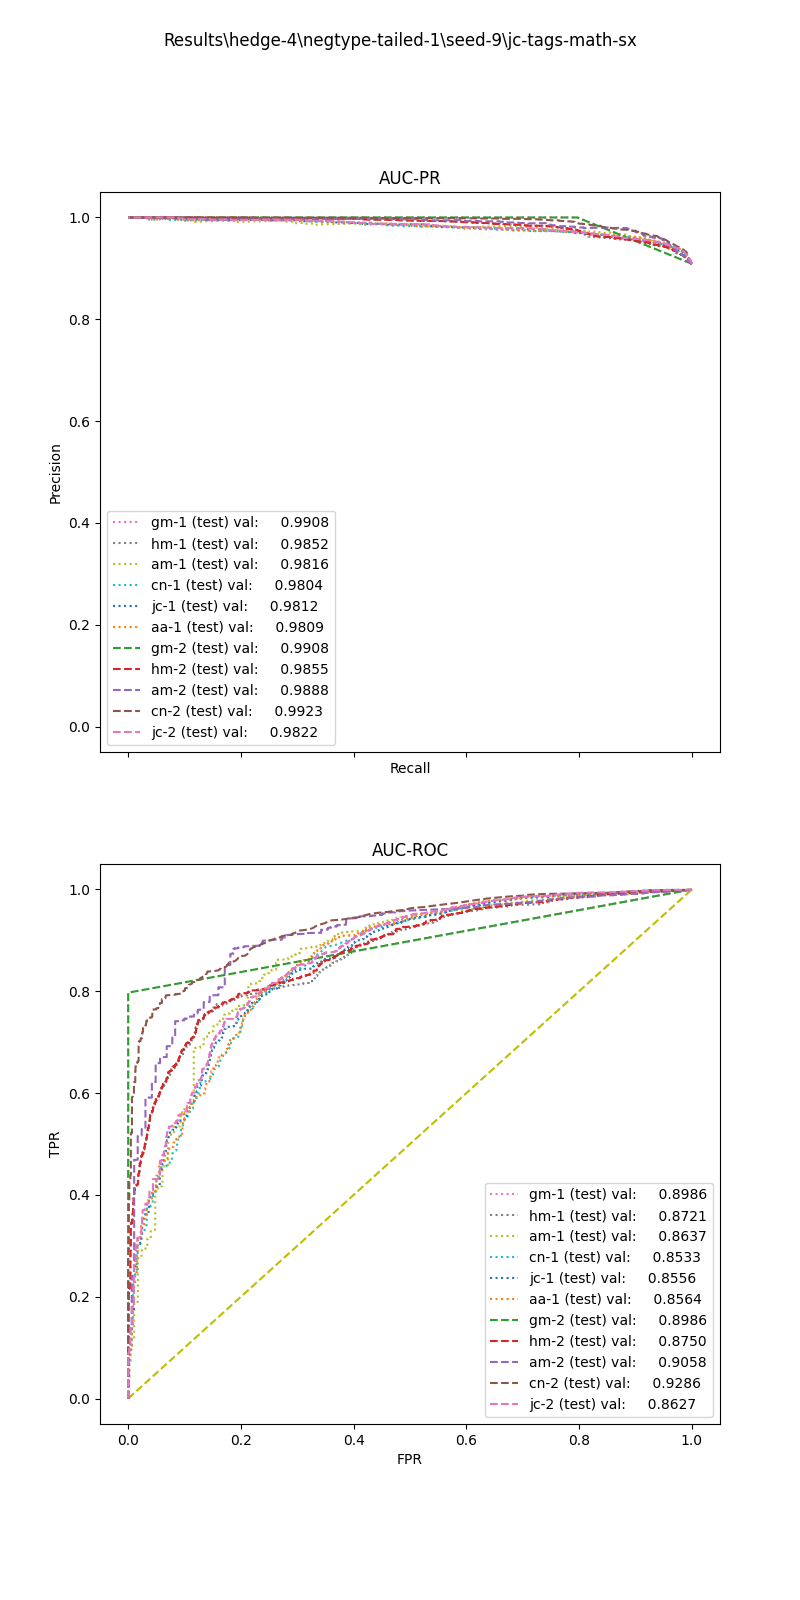 Results\hedge-4\negtype-tailed-1\seed-9\jc-tags-math-sx
AUC-PR
1.0
0.8
0.6
0.4
0.2
0.0
Precision
gm-1 (test) val: 0.9908
hm-1 (test) val: 0.9852
am-1 (test) val: 0.9816
cn-1 (test) val: 0.9804
jc-1 (test) val: 0.9812
aa-1 (test) val: 0.9809
gm-2 (test) val: 0.9908
hm-2 (test) val: 0.9855
am-2 (test) val: 0.9888
cn-2 (test) val: 0.9923
jc-2 (test) val: 0.9822
Recall
AUC-ROC
1.0
0.8
0.6
0.4
0.2
0.0
TPR
gm-1 (test) val: 0.8986
hm-1 (test) val: 0.8721
am-1 (test) val: 0.8637
cn-1 (test) val: 0.8533
jc-1 (test) val: 0.8556
aa-1 (test) val: 0.8564
gm-2 (test) val: 0.8986
hm-2 (test) val: 0.8750
am-2 (test) val: 0.9058
cn-2 (test) val: 0.9286
jc-2 (test) val: 0.8627
0.0 0.2 0.4 0.6 0.8 1.0
FPR